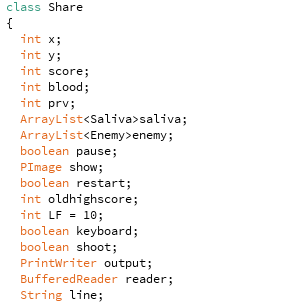 class Share
{
  int x;
  int y;
  int score;
  int blood;
  int prv;
  ArrayList<Saliva>saliva;
  ArrayList<Enemy>enemy;
  boolean pause;
  PImage show;
  boolean restart;
  int oldhighscore;
  int LF = 10;
  boolean keyboard;
  boolean shoot;
  PrintWriter output;
  BufferedReader reader;
  String line;